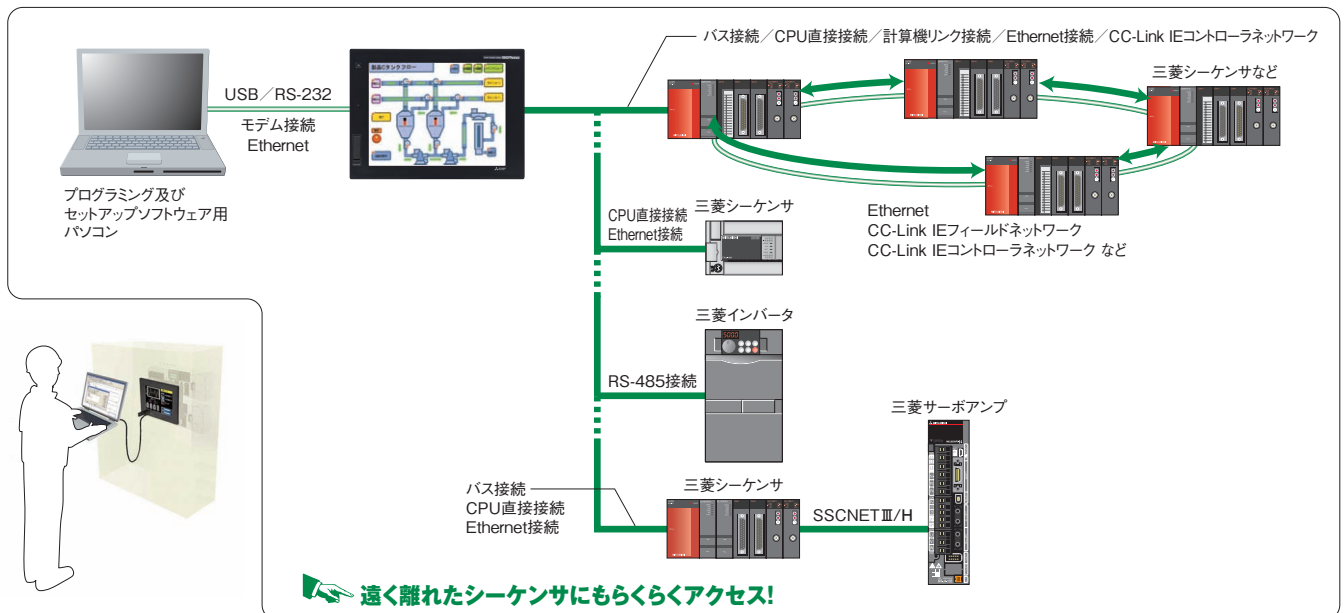 バス接続／CPU直接接続／計算機リンク接続／Ethernet接続／CC-Link IEコントローラネットワーク
三菱シーケンサなど
USB／RS-232
モデム接続
Ethernet
製品Cタンクフロー
プログラミング及び
セットアップソフトウェア用
パソコン
Ethernet
CC-Link IEフィールドネットワーク
CC-Link IEコントローラネットワーク など
CPU直接接続
Ethernet接続
三菱シーケンサ
三菱インバータ
RS-485接続
三菱サーボアンプ
バス接続
CPU直接接続
Ethernet接続
三菱シーケンサ
SSCNETⅢ/H
遠く離れたシーケンサにもらくらくアクセス!